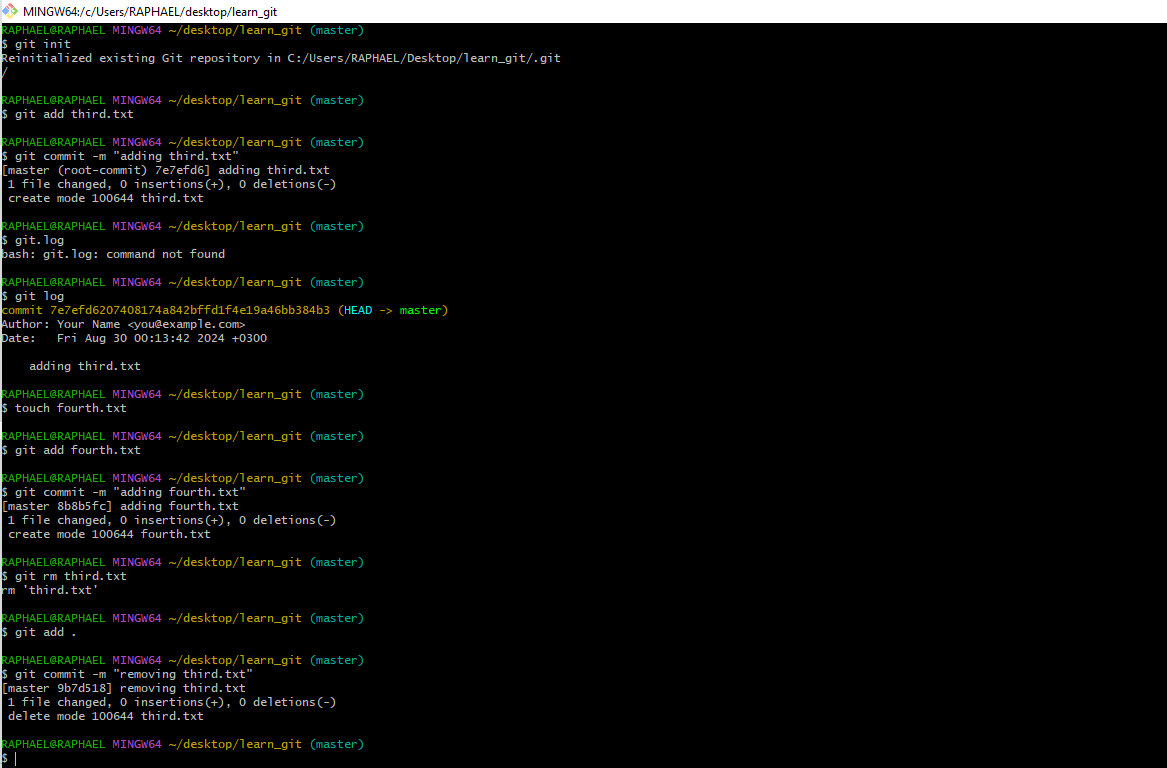 MINGW64:/c/Users/RAPHAEL/desktop/learn_git
RAPHAEL@RAPHAEL MINGW64 ~/desktop/learn_git (master)
$ git init
Reinitialized existing Git repository in C:/Users/RAPHAEL/Desktop/learn_git/.git
/
RAPHAEL@RAPHAEL MINGW64 ~/desktop/learn_git (master)
$ git add third.txt
RAPHAEL@RAPHAEL MINGW64 ~/desktop/learn_git (master)
$ git commit -m "adding third.txt"
[master (root-commit) 7e7efd6] adding third.txt
1 file changed, 0 insertions(+), 0 deletions(-)
create mode 100644 third.txt
RAPHAEL@RAPHAEL MINGW64 ~/desktop/learn_git (master)
$ git.log
bash: git.log: command not found
RAPHAEL@RAPHAEL MINGW64 ~/desktop/learn_git (master)
$ git log
commit 7e7efd6207408174a842bffd1f4e19a46bb384b3 (HEAD -> master)
Author: Your Name <you@example.com>
Date:   Fri Aug 30 00:13:42 2024 +0300
adding third.txt
RAPHAEL@RAPHAEL MINGW64 ~/desktop/learn_git (master)
$ touch fourth.txt
RAPHAEL@RAPHAEL MINGW64 ~/desktop/learn_git (master)
$ git add fourth.txt
RAPHAEL@RAPHAEL MINGW64 ~/desktop/learn_git (master)
$ git commit -m "adding fourth.txt"
[master 8b8b5fc] adding fourth.txt
1 file changed, 0 insertions(+), 0 deletions(-)
create mode 100644 fourth.txt
RAPHAEL@RAPHAEL MINGW64 ~/desktop/learn_git (master)
$ git rm third.txt
rm 'third.txt'
RAPHAEL@RAPHAEL MINGW64 ~/desktop/learn_git (master)
$ git add .
RAPHAEL@RAPHAEL MINGW64 ~/desktop/learn_git (master)
$ git commit -m "removing third.txt"
[master 9b7d518] removing third.txt
1 file changed, 0 insertions(+), 0 deletions(-)
delete mode 100644 third.txt
RAPHAEL@RAPHAEL MINGW64 ~/desktop/learn_git (master)
$